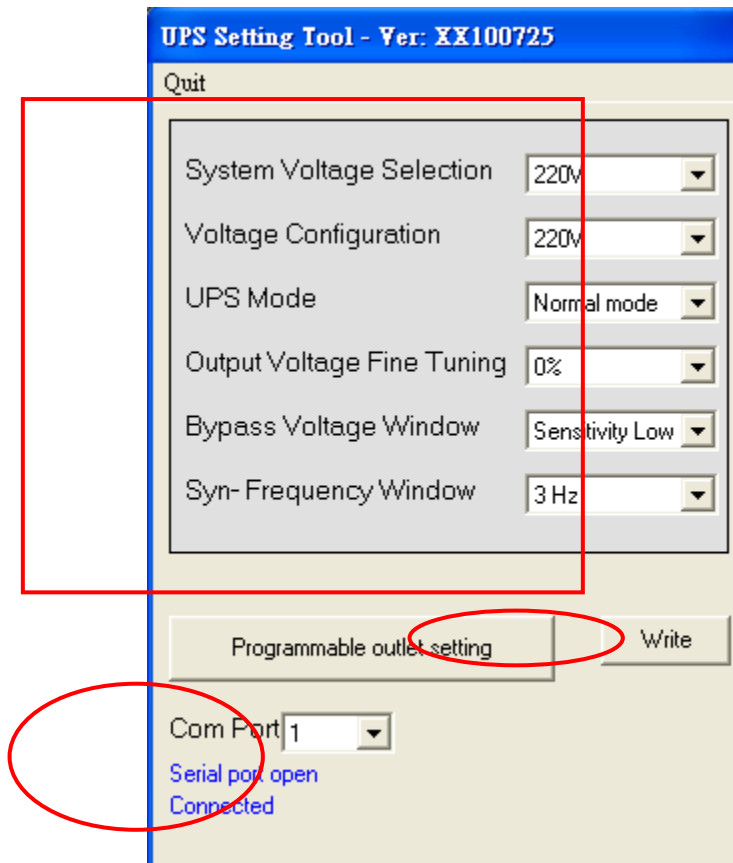 UPS Setting Tool - Ver: XX100725
Quit
System Voltage Selection 220V
Voltage Configuration 220V
UPS Mode Normal mode
Output Voltage Fine Tuning 0%
Bypass Voltage Window Sensitivity Low
Syn- Frequency Window 3 Hz
Programmable outlet setting Write
Com Port 1
Serial port open
Connected